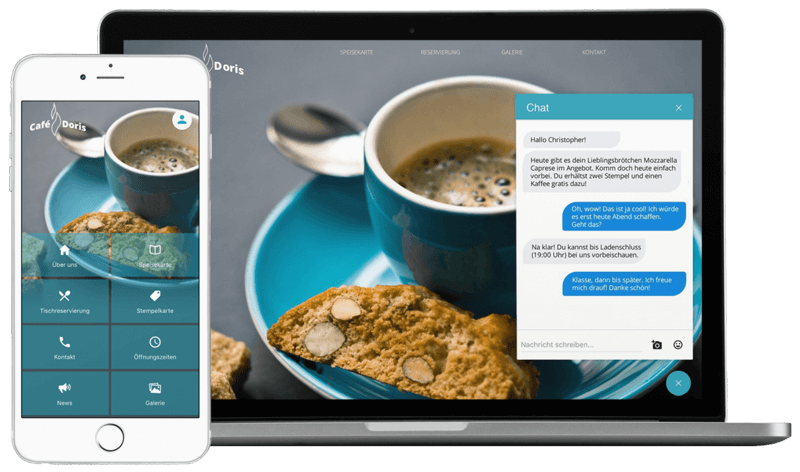 Café Doris
Über uns
Speisekarte
Tischreservierung
Stempelkarte
Kontakt
Öffnungszeiten
News
Galerie
Doris
SPEISEKARTE
RESERVIERUNG
GALERIE
KONTAKT
Chat
Hallo Christopher!
Heute gibt es dein Lieblingsbrötchen Mozzarella
Caprese im Angebot. Komm doch heute einfach
vorbei. Du erhältst zwei Stempel und einen
Kaffee gratis dazu!
Oh, wow! Das ist ja cool! Ich würde
es erst heute Abend schaffen.
Geht das?
Na klar! Du kannst bis Ladenschluss
(19:00 Uhr) bei uns vorbeischauen.
Klasse, dann bis später. Ich freue
mich drauf! Danke schön!
Nachricht schreiben...